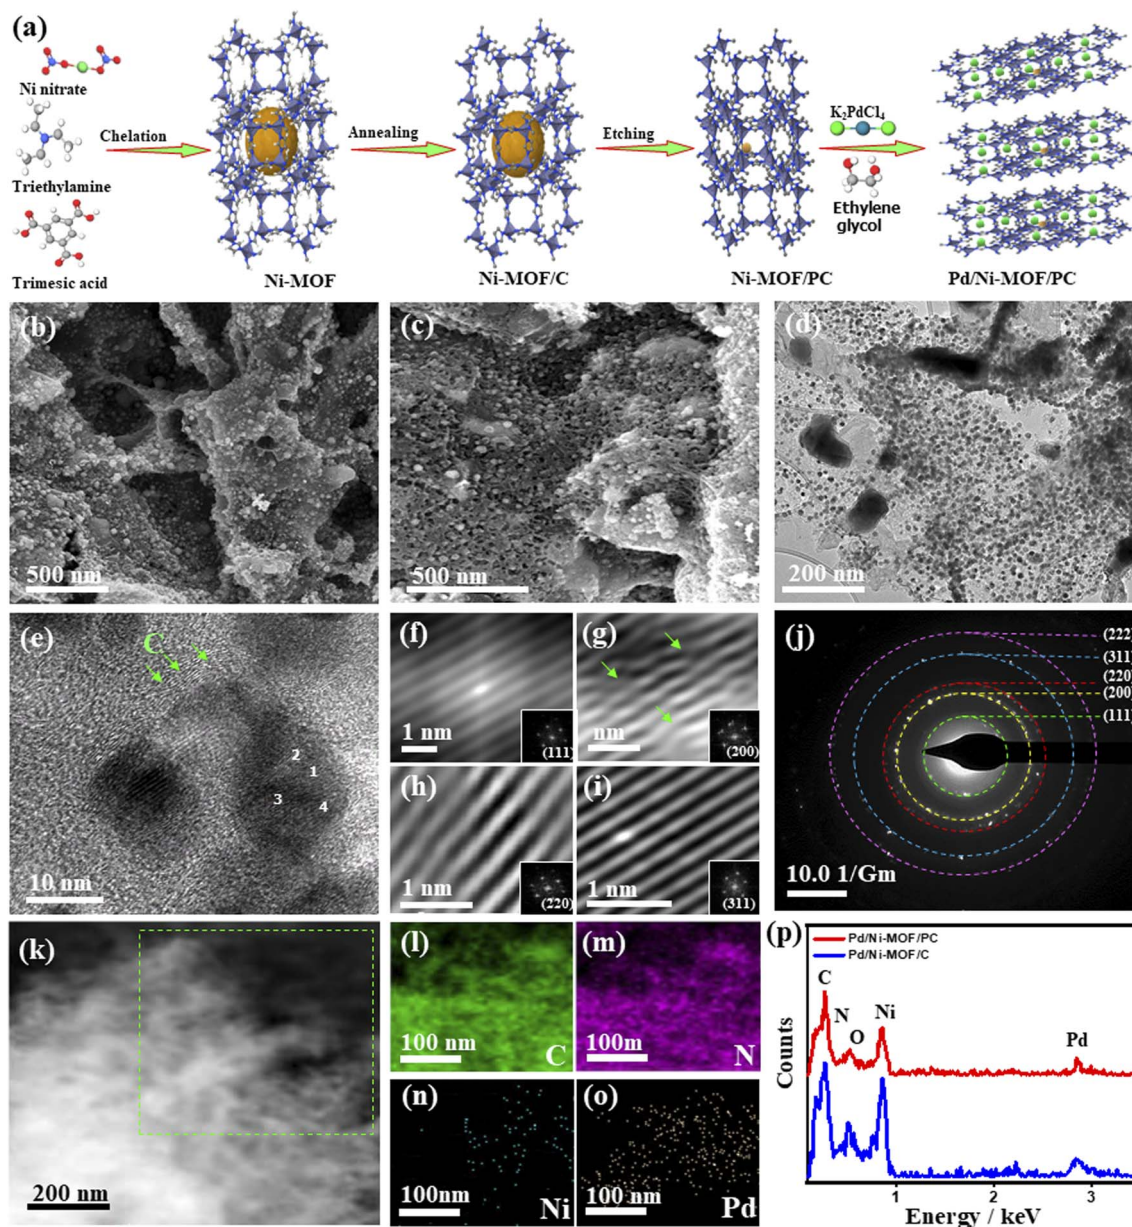 (a)
Ni nitrate
Triethylamine
Trimesic acid
Chelation
Ni-MOF
Annealing
Ni-MOF/C
Etching
Ni-MOF/PC
K₂PdCl₄
Ethylene
glycol
Pd/Ni-MOF/PC
(b)
500 nm
(c)
500 nm
(d)
200 nm
(e)
C
2
1
3
4
10 nm
(f)
1 nm
(111)
(g)
nm
(200)
(h)
1 nm
(220)
(i)
1 nm
(311)
(j)
(222)
(311)
(220)
(200)
(111)
10.0 1/Gm
(k)
200 nm
(l)
100 nm
C
(m)
100m
N
(n)
100nm
Ni
(o)
100 nm
Pd
(p)
Pd/Ni-MOF/PC
Pd/Ni-MOF/C
C
N
O
Ni
Pd
Counts
1
2
3
Energy / keV